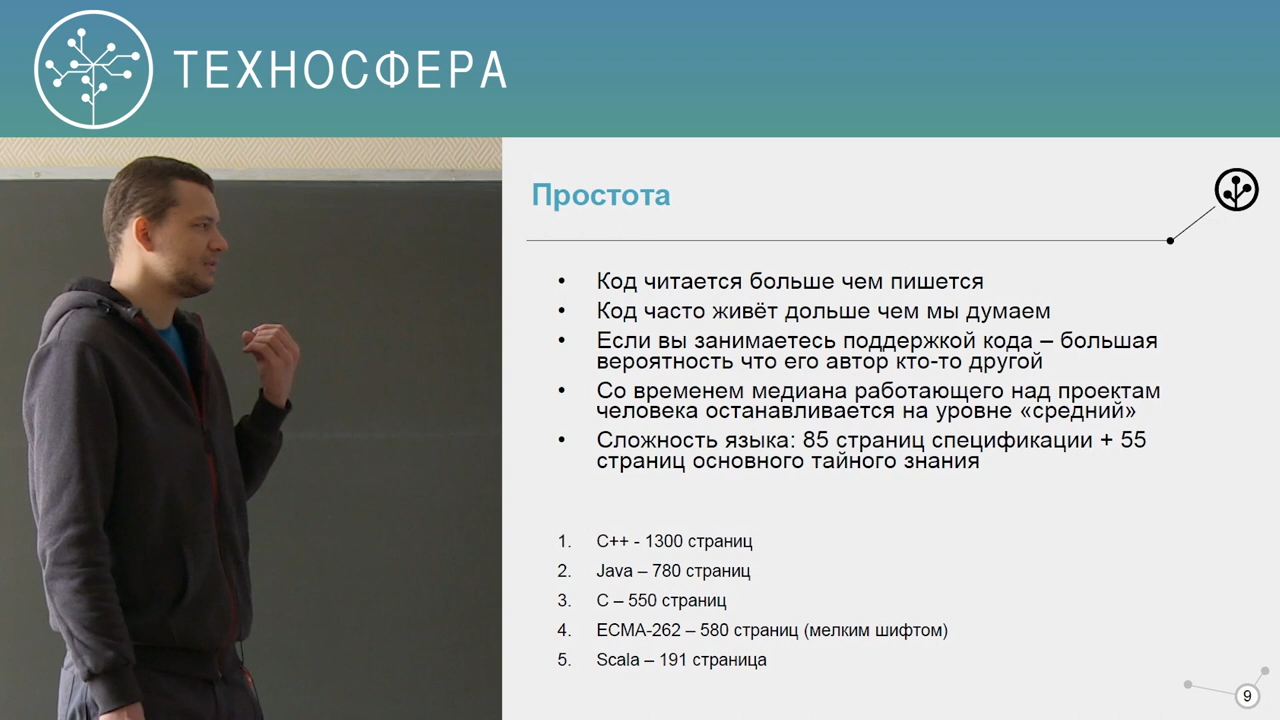 ТЕХНОСФЕРА
Простота
• Код читается больше чем пишется
• Код часто живёт дольше чем мы думаем
• Если вы занимаетесь поддержкой кода – большая
вероятность что его автор кто-то другой
• Со временем медиана работающего над проектам
человека останавливается на уровне «средний»
• Сложность языка: 85 страниц спецификации + 55
страниц основного тайного знания
1. C++ - 1300 страниц
2. Java – 780 страниц
3. C – 550 страниц
4. ECMA-262 – 580 страниц (мелким шифтом)
5. Scala – 191 страница
9